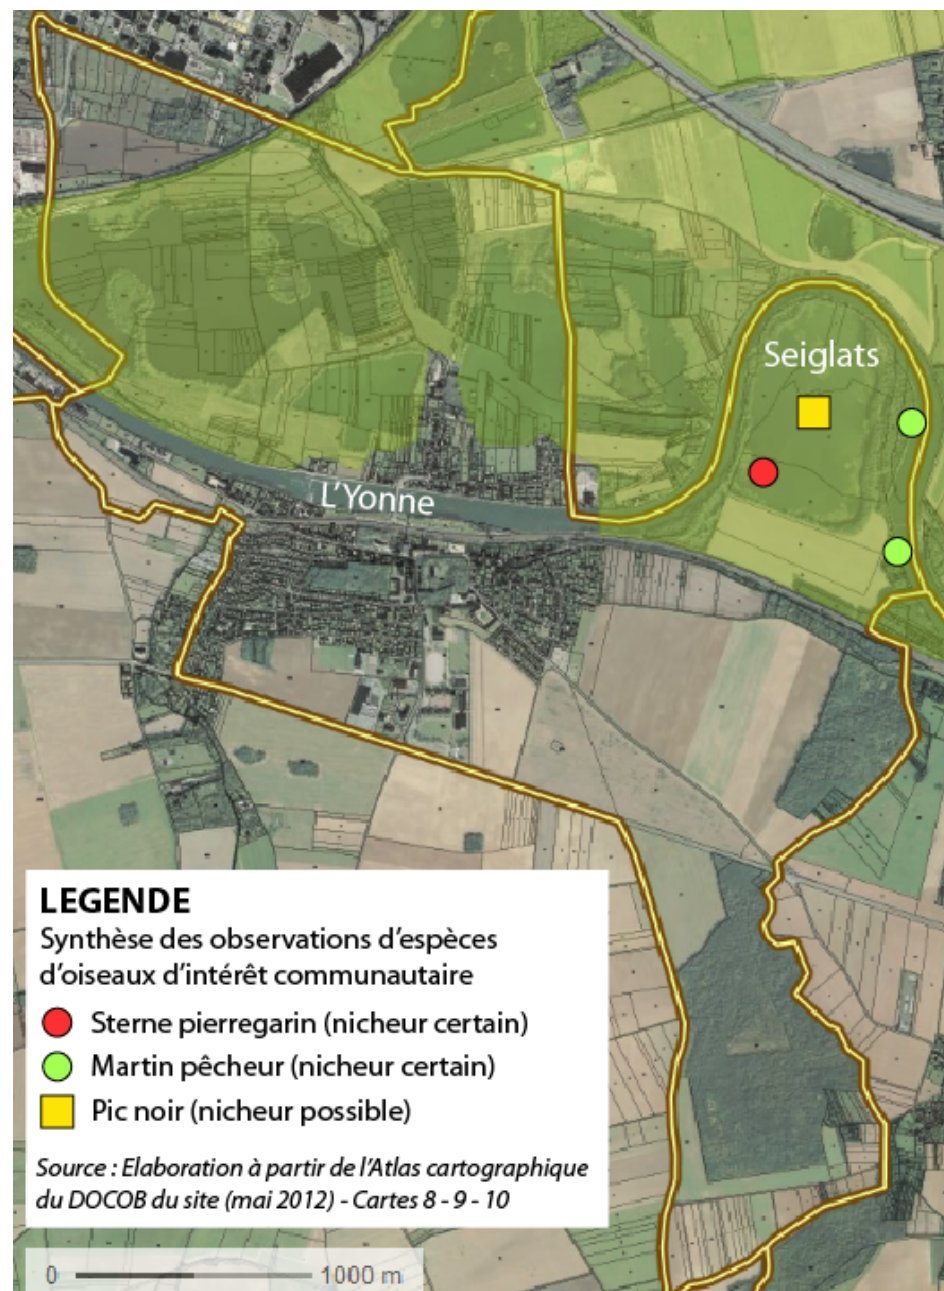 Seiglats
L'Yonne
LEGENDE
Synthèse des observations d'espèces
d'oiseaux d'intérêt communautaire
Sterne pierregarin (nicheur certain)
Martin pêcheur (nicheur certain)
Pic noir (nicheur possible)
Source : Elaboration à partir de l'Atlas cartographique
du DOCOB du site (mai 2012) - Cartes 8 - 9 - 10
0 1000 m